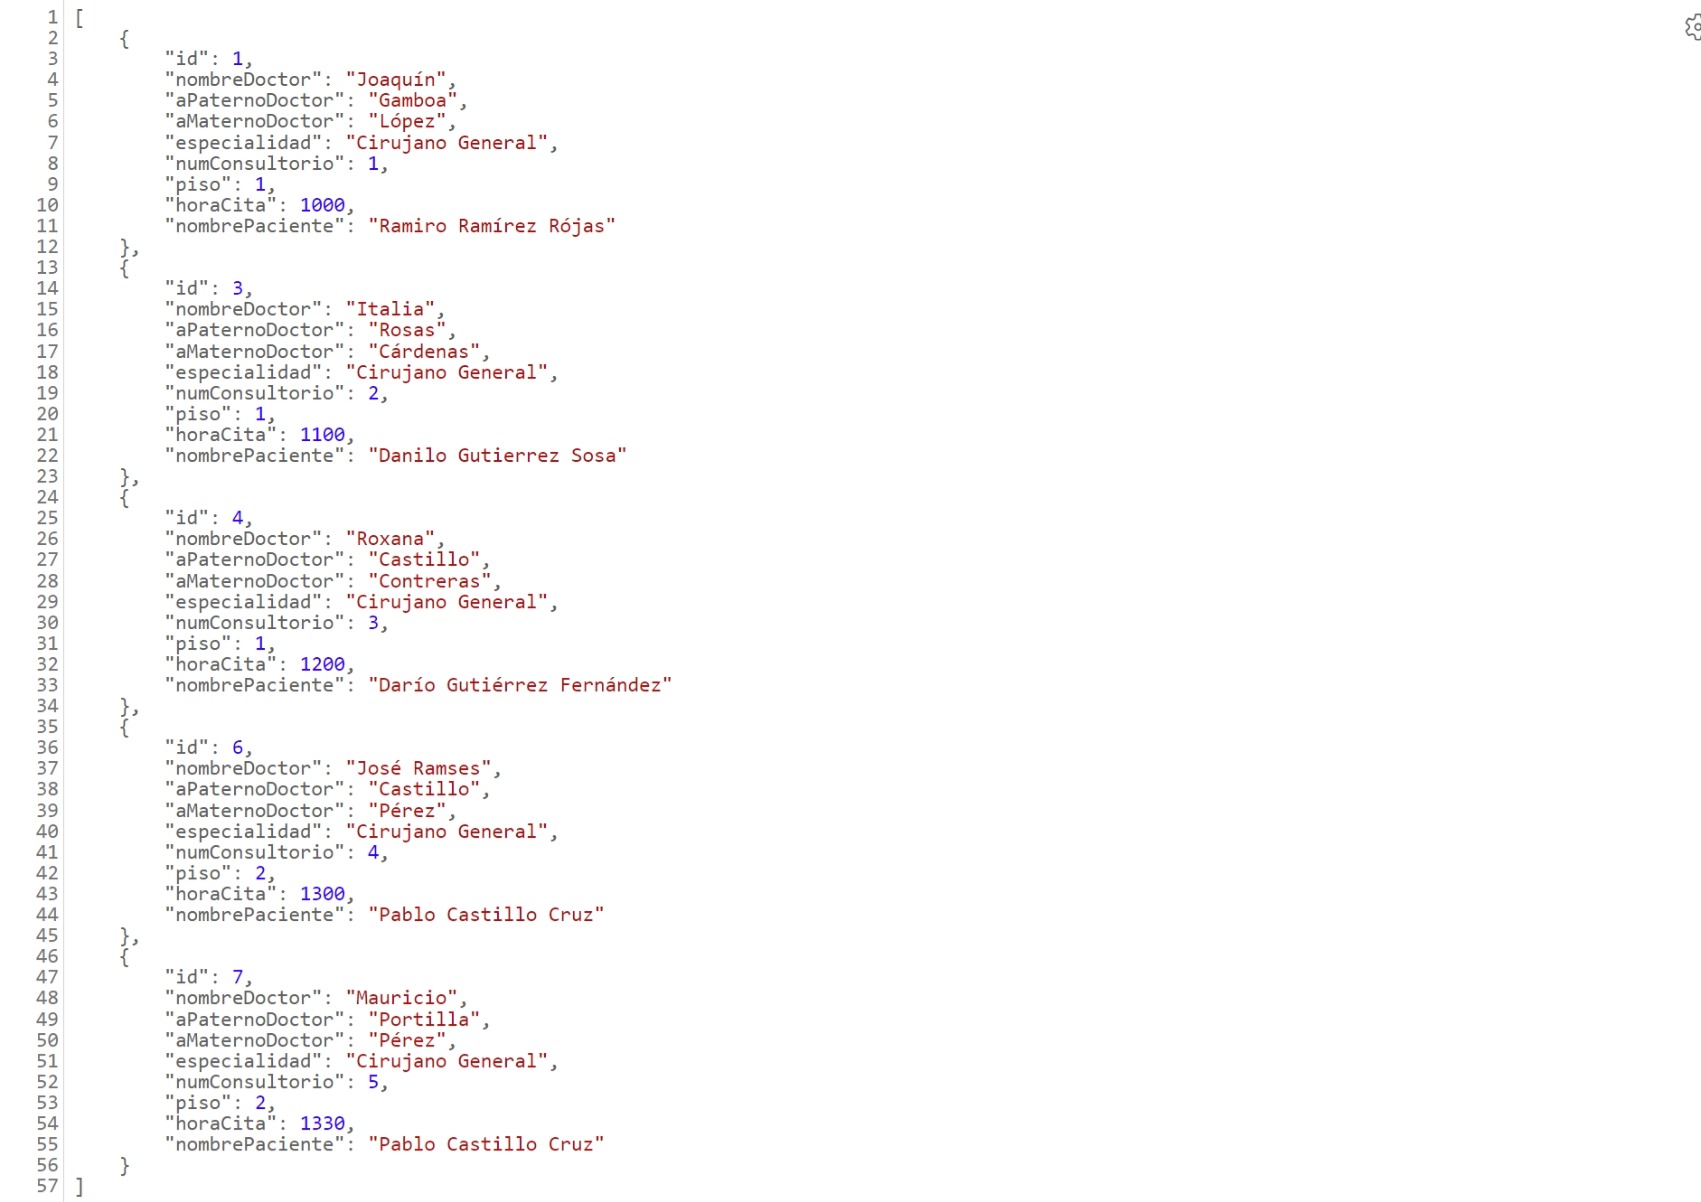 1 [
2     {
3         "id": 1,
4         "nombreDoctor": "Joaquín",
5         "aPaternoDoctor": "Gamboa",
6         "aMaternoDoctor": "López",
7         "especialidad": "Cirujano General",
8         "numConsultorio": 1,
9         "piso": 1,
10         "horaCita": 1000,
11         "nombrePaciente": "Ramiro Ramírez Rójas"
12     },
13     {
14         "id": 3,
15         "nombreDoctor": "Italia",
16         "aPaternoDoctor": "Rosas",
17         "aMaternoDoctor": "Cárdenas",
18         "especialidad": "Cirujano General",
19         "numConsultorio": 2,
20         "piso": 1,
21         "horaCita": 1100,
22         "nombrePaciente": "Danilo Gutierrez Sosa"
23     },
24     {
25         "id": 4,
26         "nombreDoctor": "Roxana",
27         "aPaternoDoctor": "Castillo",
28         "aMaternoDoctor": "Contreras",
29         "especialidad": "Cirujano General",
30         "numConsultorio": 3,
31         "piso": 1,
32         "horaCita": 1200,
33         "nombrePaciente": "Darío Gutiérrez Fernández"
34     },
35     {
36         "id": 6,
37         "nombreDoctor": "José Ramses",
38         "aPaternoDoctor": "Castillo",
39         "aMaternoDoctor": "Pérez",
40         "especialidad": "Cirujano General",
41         "numConsultorio": 4,
42         "piso": 2,
43         "horaCita": 1300,
44         "nombrePaciente": "Pablo Castillo Cruz"
45     },
46     {
47         "id": 7,
48         "nombreDoctor": "Mauricio",
49         "aPaternoDoctor": "Portilla",
50         "aMaternoDoctor": "Pérez",
51         "especialidad": "Cirujano General",
52         "numConsultorio": 5,
53         "piso": 2,
54         "horaCita": 1330,
55         "nombrePaciente": "Pablo Castillo Cruz"
56     }
57 ]